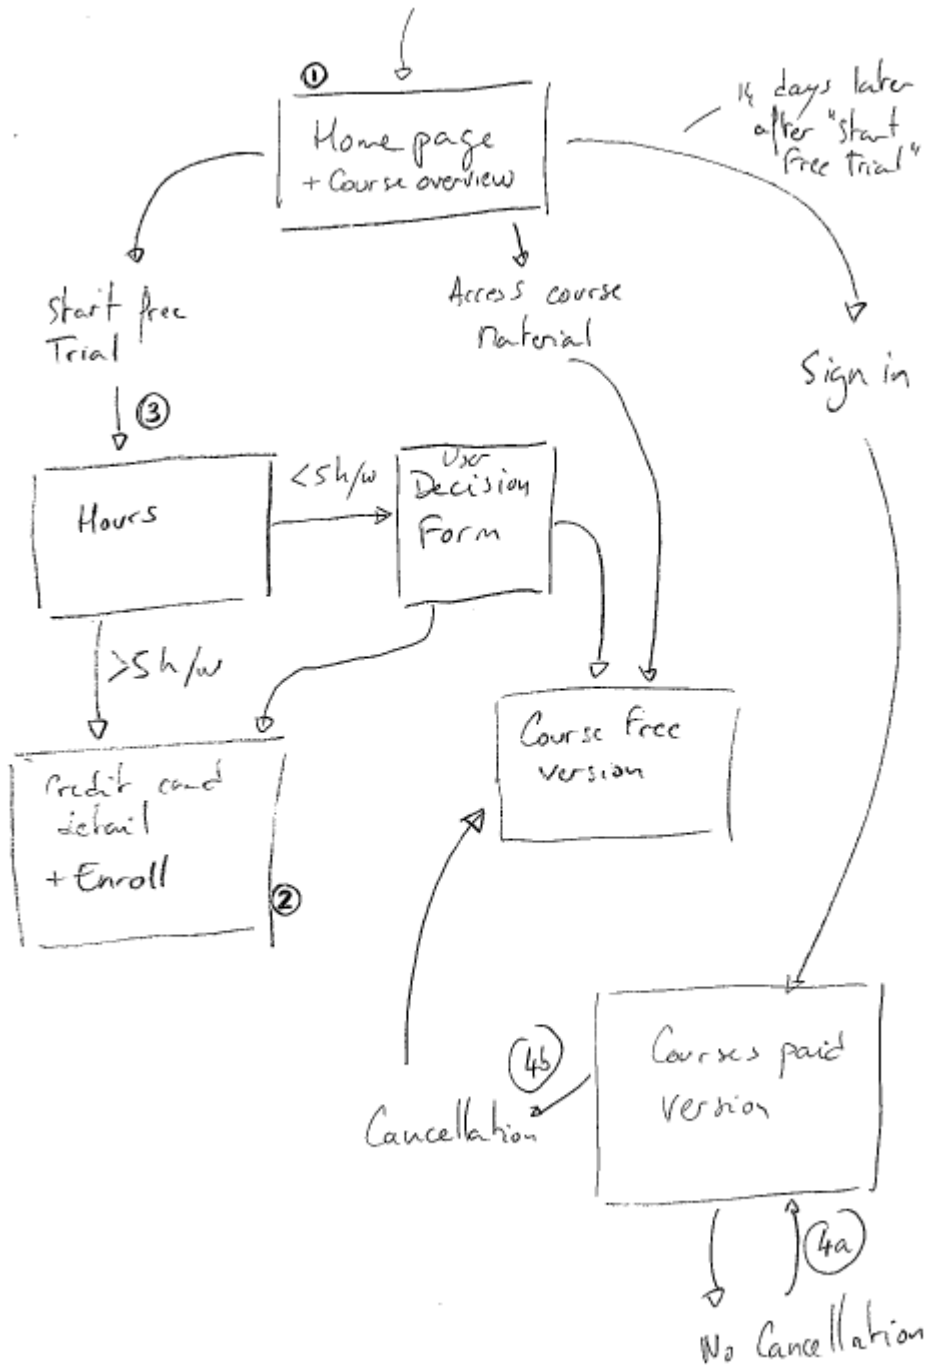 ①
Home page
+ Course overview
14 days later
after "start
free trial"
Start free
Trial
Access course
Material
Sign in
③
Hours
<5h/w
User
Decision
Form
>5h/w
Course Free
version
Credit card
detail
+ Enroll
②
4b
Cancellation
Courses paid
version
4a
No Cancellation